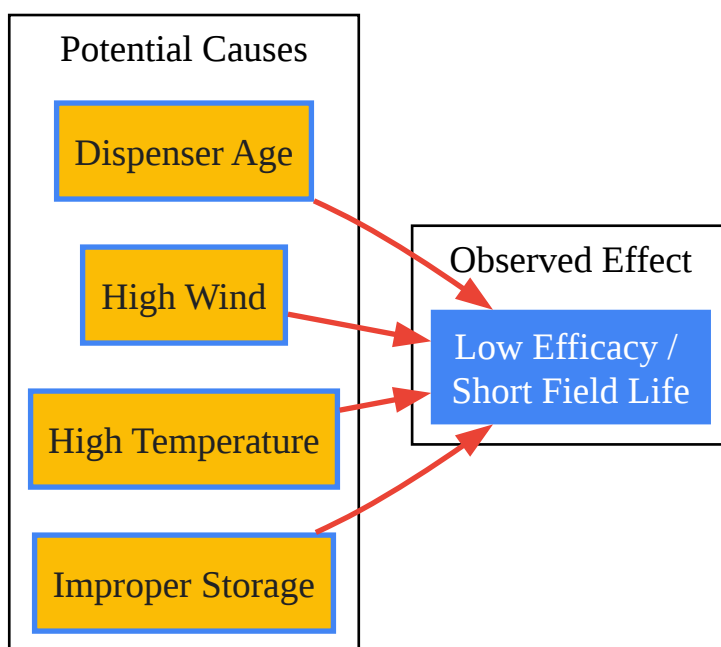 Potential Causes
Dispenser Age
High Wind
High Temperature
Improper Storage
Observed Effect
Low Efficacy /
Short Field Life